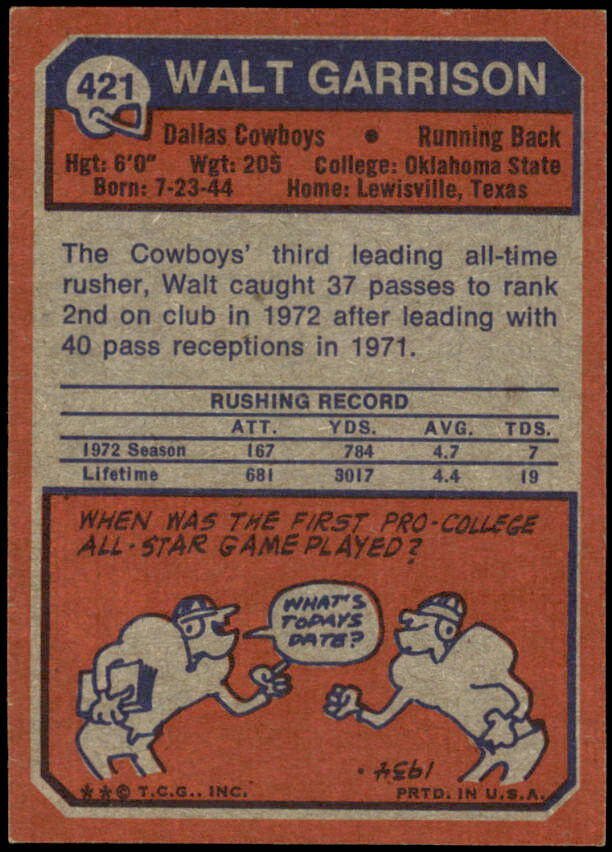 421 WALT GARRISON
Dallas Cowboys • Running Back
Hgt: 6'0" Wgt: 205 College: Oklahoma State
Born: 7-23-44 Home: Lewisville, Texas
The Cowboys' third leading all-time
rusher, Walt caught 37 passes to rank
2nd on club in 1972 after leading with
40 pass receptions in 1971.
RUSHING RECORD
ATT. YDS. AVG. TDS.
1972 Season 167 784 4.7 7
Lifetime 681 3017 4.4 19
WHEN WAS THE FIRST PRO-COLLEGE
ALL-STAR GAME PLAYED?
WHAT'S
TODAYS
DATE?
1934.
**© T.C.G., INC. PRTD. IN U.S.A.